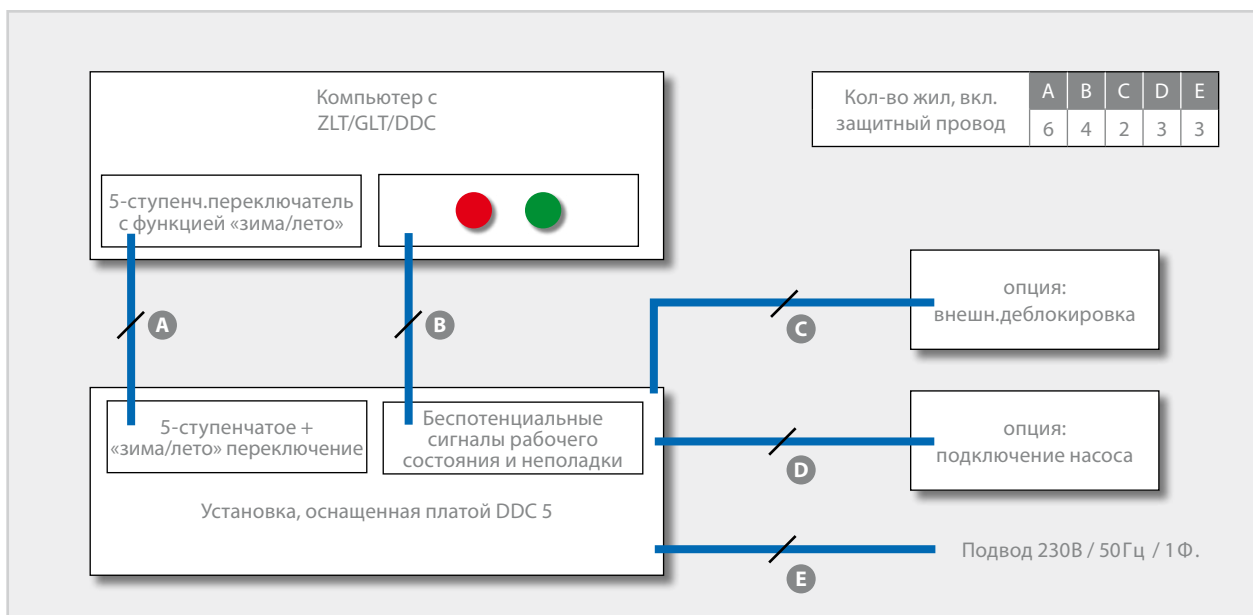 Компьютер с
ZLT/GLT/DDC
Кол-во жил, вкл.
защитный провод
A B C D E
6 4 2 3 3
5-ступенч.переключатель
с функцией «зима/лето»
A
B
C
опция:
внешн.деблокировка
5-ступенчатое +
«зима/лето» переключение
Беспотенциальные
сигналы рабочего
состояния и неполадки
D
опция:
подключение насоса
Установка, оснащенная платой DDC 5
E
Подвод 230В / 50Гц / 1Ф.